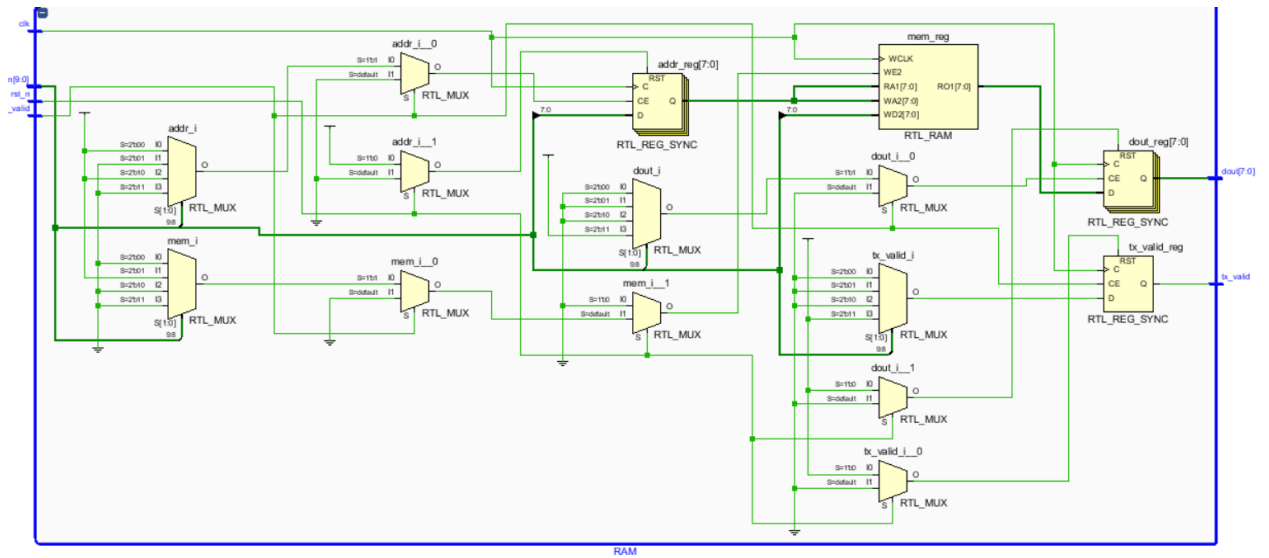 clk
n[9:0]
rst_n
_valid
addr_i__0
S=1'b1 I0
S=default I1
O
S
RTL_MUX
addr_i
S=2'b00 I0
S=2'b01 I1
S=2'b10 I2
S=2'b11 I3
O
S[1:0]
RTL_MUX
9:8
addr_i__1
S=1'b0 I0
S=default I1
O
S
RTL_MUX
mem_i
S=2'b00 I0
S=2'b01 I1
S=2'b10 I2
S=2'b11 I3
O
S[1:0]
RTL_MUX
9:8
mem_i__0
S=1'b1 I0
S=default I1
O
S
RTL_MUX
addr_reg[7:0]
RST
C
CE Q
D
7:0
RTL_REG_SYNC
dout_i
S=2'b00 I0
S=2'b01 I1
S=2'b10 I2
S=2'b11 I3
O
S[1:0]
RTL_MUX
9:8
mem_i__1
S=1'b0 I0
S=default I1
O
S
RTL_MUX
mem_reg
WCLK
WE2
RA1[7:0] RO1[7:0]
WA2[7:0]
WD2[7:0]
7:0
RTL_RAM
dout_i__0
S=1'b1 I0
S=default I1
O
S
RTL_MUX
tx_valid_i
S=2'b00 I0
S=2'b01 I1
S=2'b10 I2
S=2'b11 I3
O
S[1:0]
RTL_MUX
9:8
dout_i__1
S=1'b0 I0
S=default I1
O
S
RTL_MUX
tx_valid_i__0
S=1'b0 I0
S=default I1
O
S
RTL_MUX
dout_reg[7:0]
RST
C
CE Q
D
RTL_REG_SYNC
tx_valid_reg
RST
C
CE Q
D
RTL_REG_SYNC
dout[7:0]
tx_valid
RAM